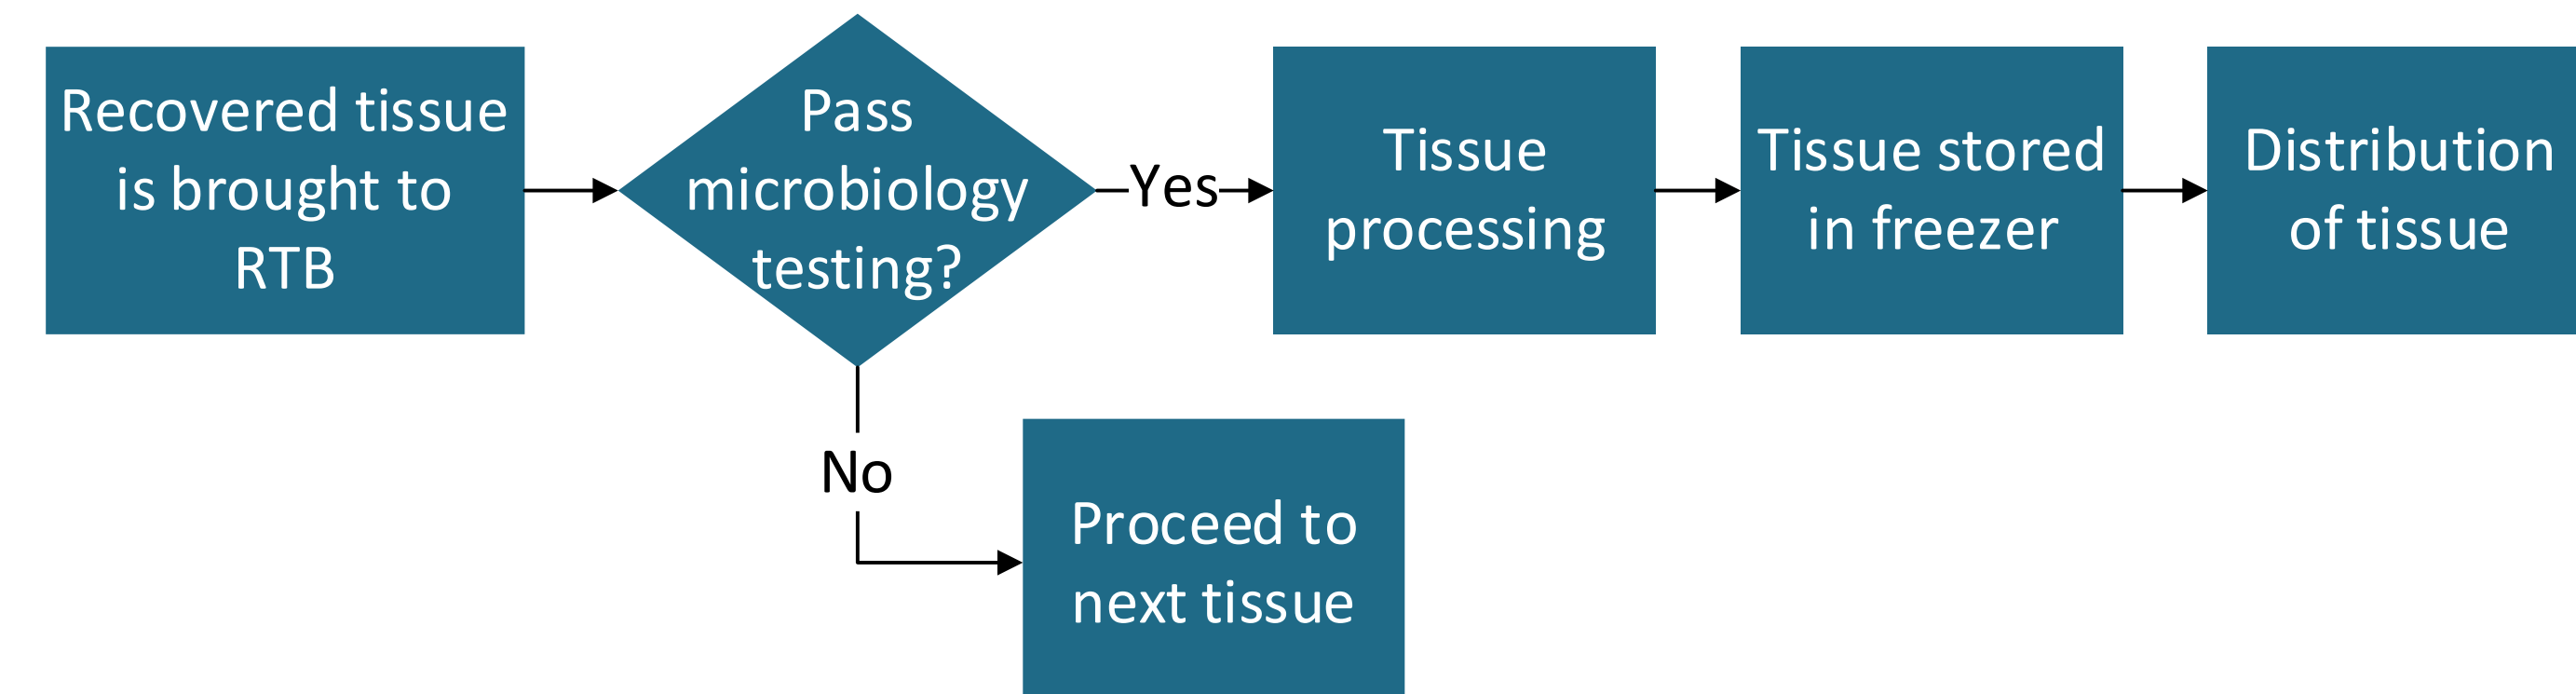 Recovered tissue
is brought to
RTB
Pass
microbiology
testing?
Yes
Tissue
processing
Tissue stored
in freezer
Distribution
of tissue
No
Proceed to
next tissue